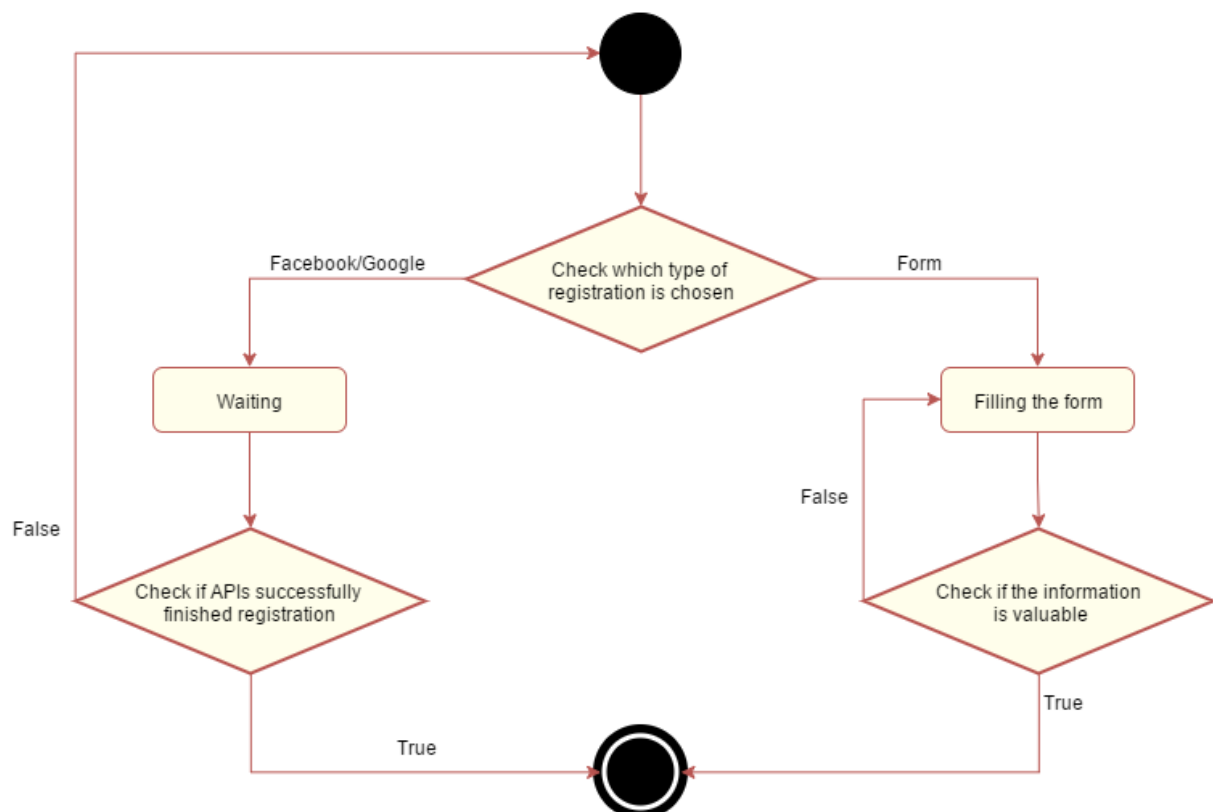 Facebook/Google
Check which type of
registration is chosen
Form
Waiting
Filling the form
False
False
Check if APIs successfully
finished registration
Check if the information
is valuable
True
True